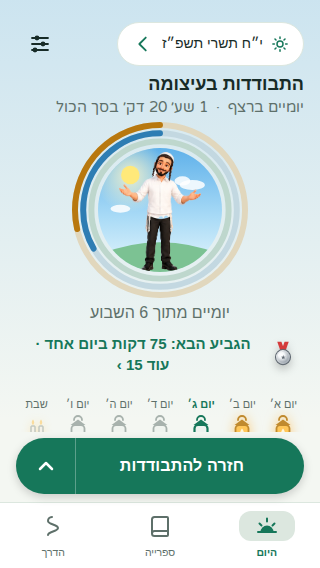 י״ח תשרי תשפ״ז
התבודדות בעיצומה
יומיים ברצף · 1 שע׳ 20 דק׳ בסך הכול
יומיים מתוך 6 השבוע
הגביע הבא: 75 דקות ביום אחד ·
עוד 15 ›
יום א׳ יום ב׳ יום ג׳ יום ד׳ יום ה׳ יום ו׳ שבת
חזרה להתבודדות
היום ספרייה הדרך